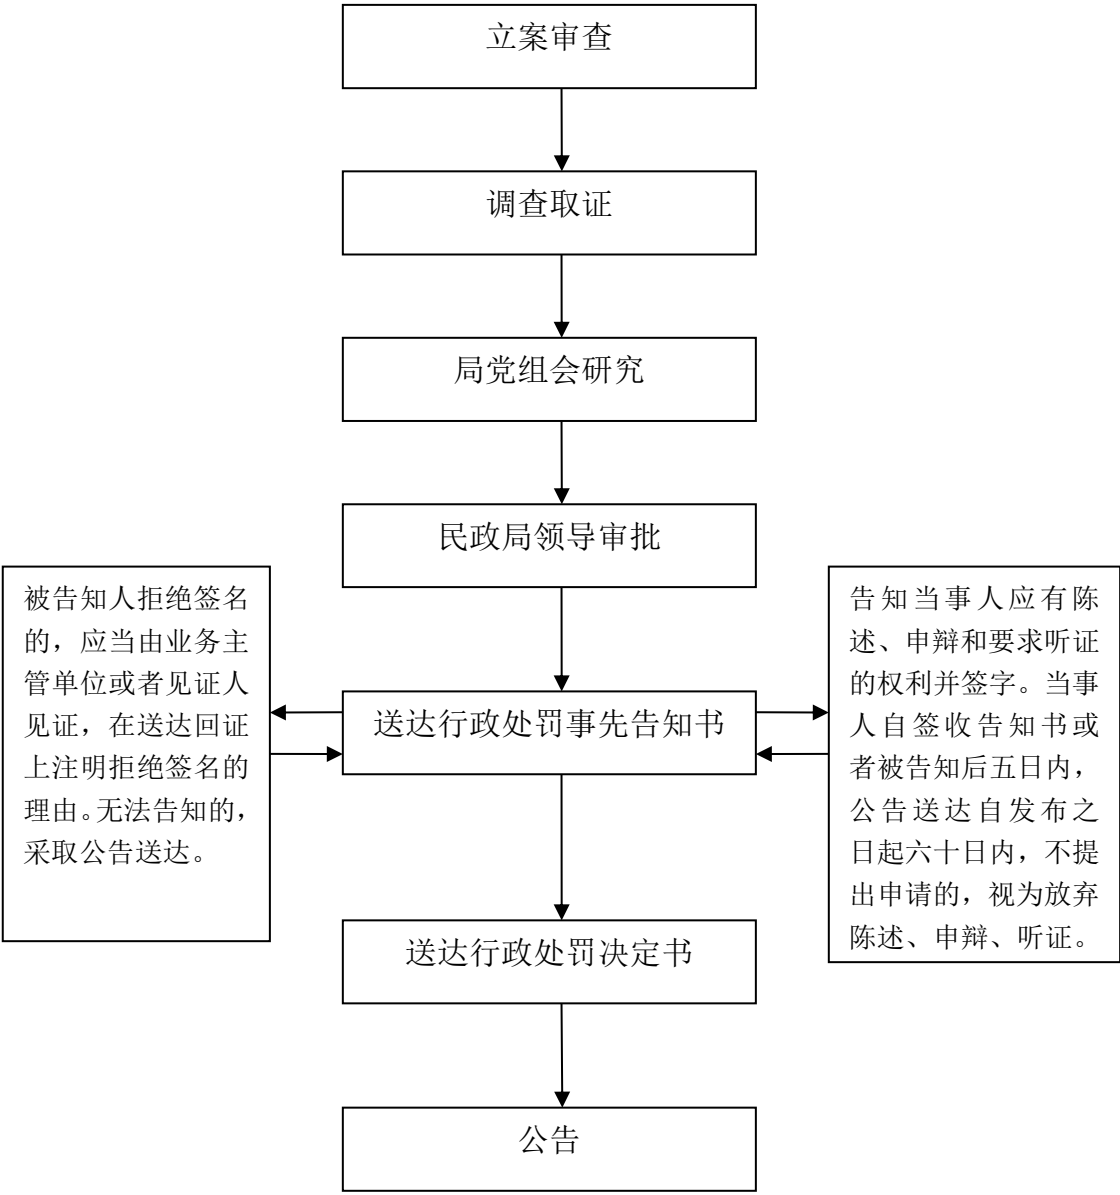 立案审查
调查取证
局党组会研究
民政局领导审批
被告知人拒绝签名
的，应当由业务主
管单位或者见证人
见证，在送达回证
上注明拒绝签名的
理由。无法告知的，
采取公告送达。
送达行政处罚事先告知书
告知当事人应有陈
述、申辩和要求听证
的权利并签字。当事
人自签收告知书或
者被告知后五日内，
公告送达自发布之
日起六十日内，不提
出申请的，视为放弃
陈述、申辩、听证。
送达行政处罚决定书
公告